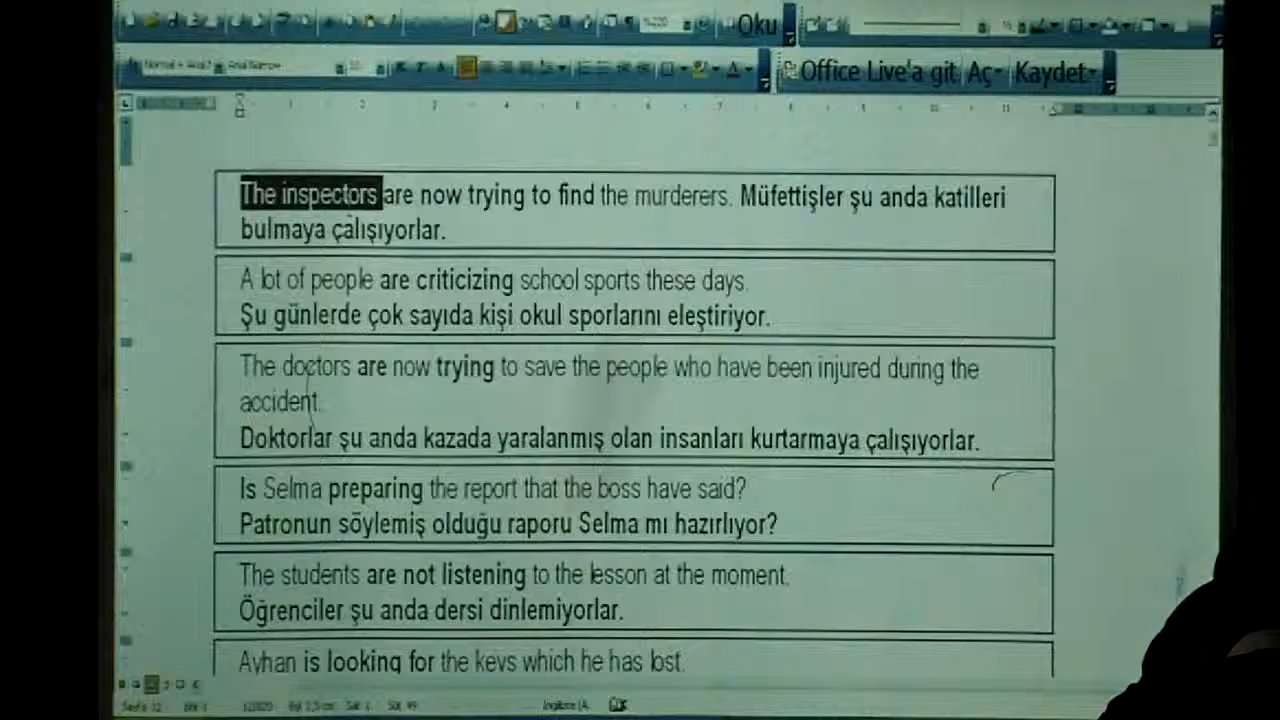 Oku
Office Live'a git Aç Kaydet
The inspectors are now trying to find the murderers. Müfettişler şu anda katilleri
bulmaya çalışıyorlar.
A lot of people are criticizing school sports these days.
Şu günlerde çok sayıda kişi okul sporlarını eleştiriyor.
The doctors are now trying to save the people who have been injured during the
accident.
Doktorlar şu anda kazada yaralanmış olan insanları kurtarmaya çalışıyorlar.
Is Selma preparing the report that the boss have said?
Patronun söylemiş olduğu raporu Selma mı hazırlıyor?
The students are not listening to the lesson at the moment.
Öğrenciler şu anda dersi dinlemiyorlar.
Ayhan is looking for the keys which he has lost.